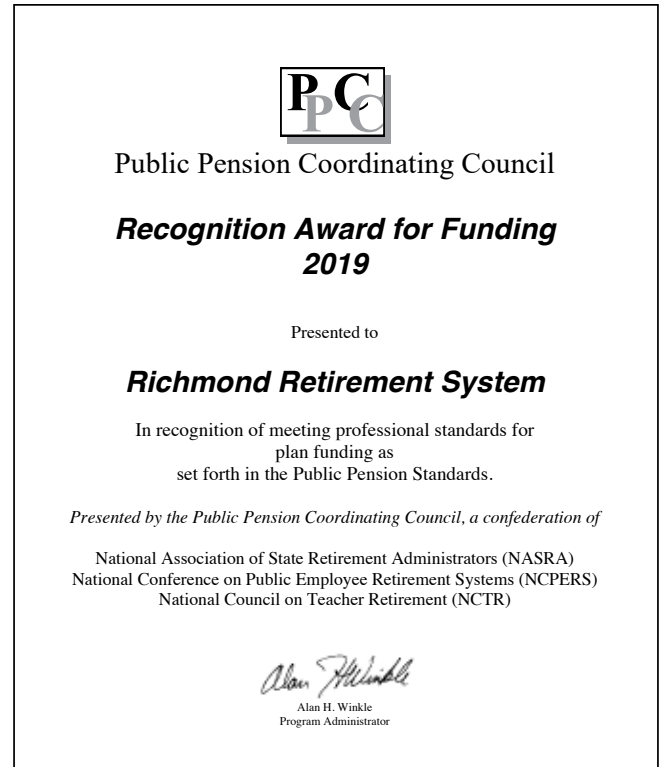 PPCC
Public Pension Coordinating Council
Recognition Award for Funding
2019
Presented to
Richmond Retirement System
In recognition of meeting professional standards for
plan funding as
set forth in the Public Pension Standards.
Presented by the Public Pension Coordinating Council, a confederation of
National Association of State Retirement Administrators (NASRA)
National Conference on Public Employee Retirement Systems (NCPERS)
National Council on Teacher Retirement (NCTR)
Alan H Winkle
Alan H. Winkle
Program Administrator